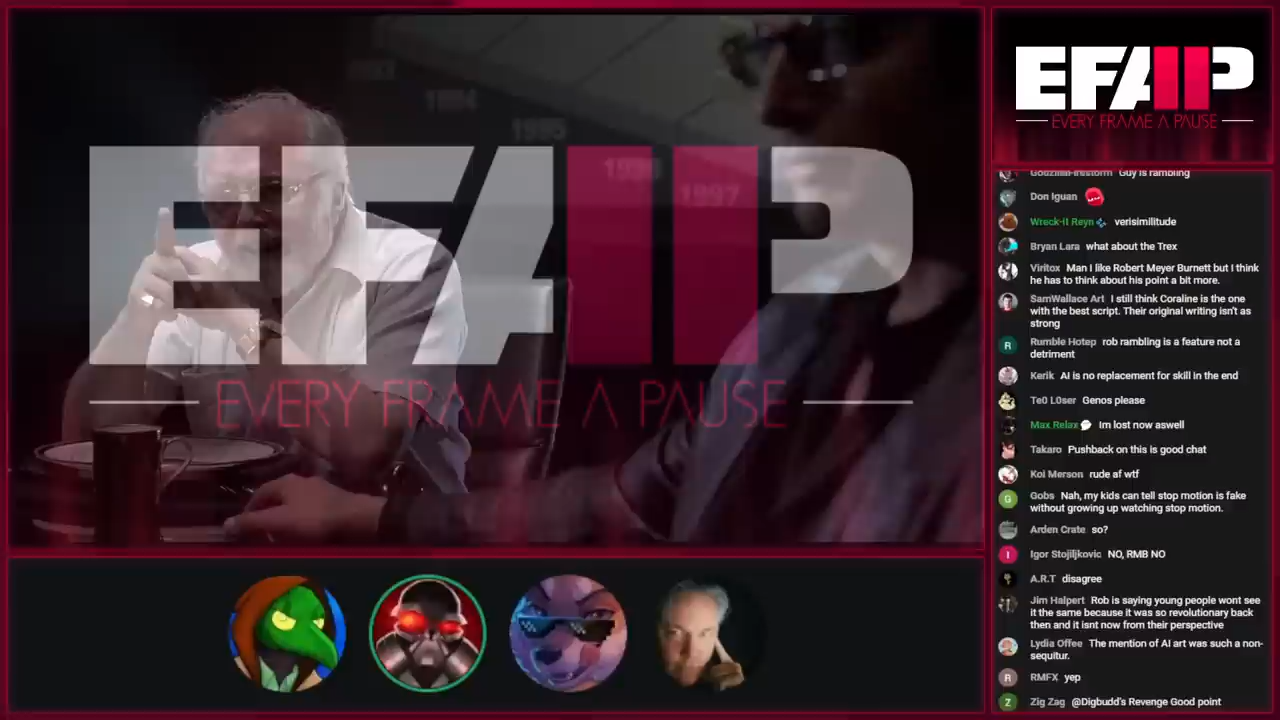 1994
1995
1996
1997
EFAP
EVERY FRAME A PAUSE
EFAP
EVERY FRAME A PAUSE
Godzilla-firestorm Guy is rambling
Don Iguan
Wreck-It Reyn verisimilitude
Bryan Lara what about the Trex
Viritox Man I like Robert Meyer Burnett but I think
he has to think about his point a bit more.
SamWallace Art I still think Coraline is the one
with the best script. Their original writing isn't as
strong
R Rumble Hotep rob rambling is a feature not a
detriment
Kerik AI is no replacement for skill in the end
Te0 L0ser Genos please
Max Relax Im lost now aswell
Takaro Pushback on this is good chat
Koi Merson rude af wtf
G Gobs Nah, my kids can tell stop motion is fake
without growing up watching stop motion.
Arden Crate so?
I Igor Stojiljkovic NO, RMB NO
A.R.T disagree
Jim Halpert Rob is saying young people wont see
it the same because it was so revolutionary back
then and it isnt now from their perspective
Lydia Offee The mention of AI art was such a non-
sequitur.
R RMFX yep
Z Zig Zag @Digbudd's Revenge Good point